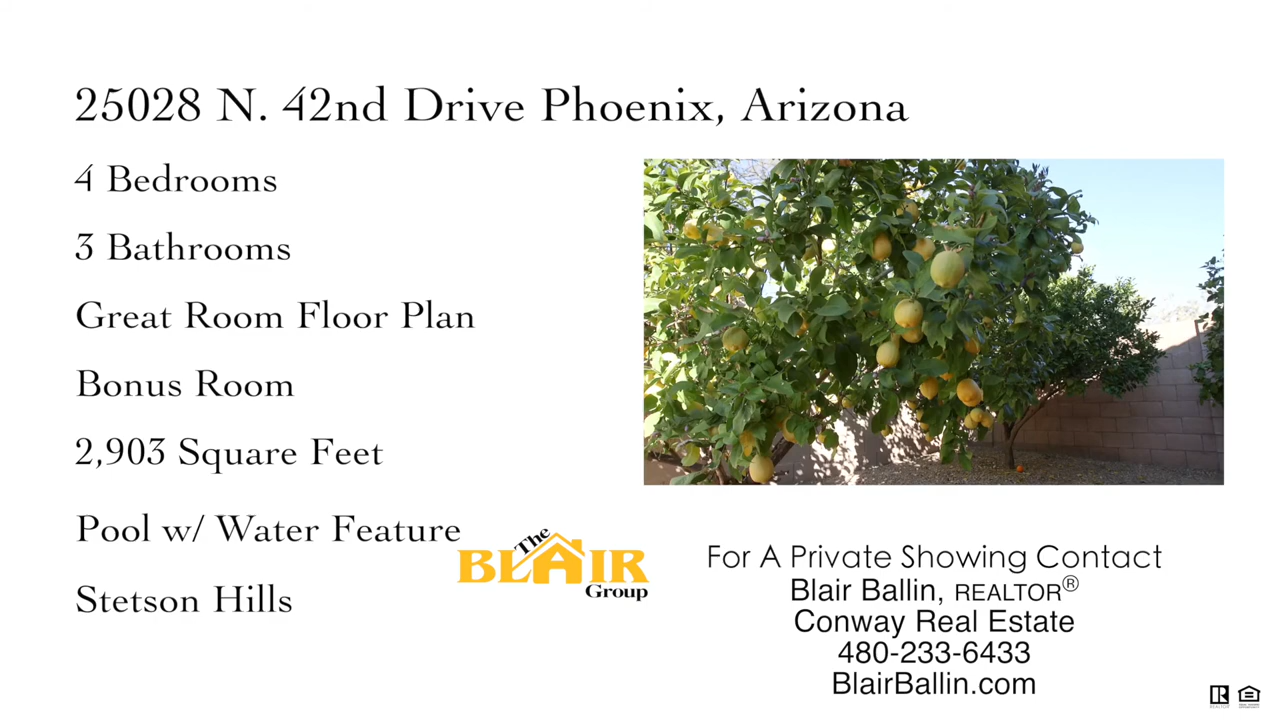 25028 N. 42nd Drive Phoenix, Arizona
4 Bedrooms
3 Bathrooms
Great Room Floor Plan
Bonus Room
2,903 Square Feet
Pool w/ Water Feature
Stetson Hills
The
BLAIR
Group
For A Private Showing Contact
Blair Ballin, REALTOR®
Conway Real Estate
480-233-6433
BlairBallin.com
R
REALTOR